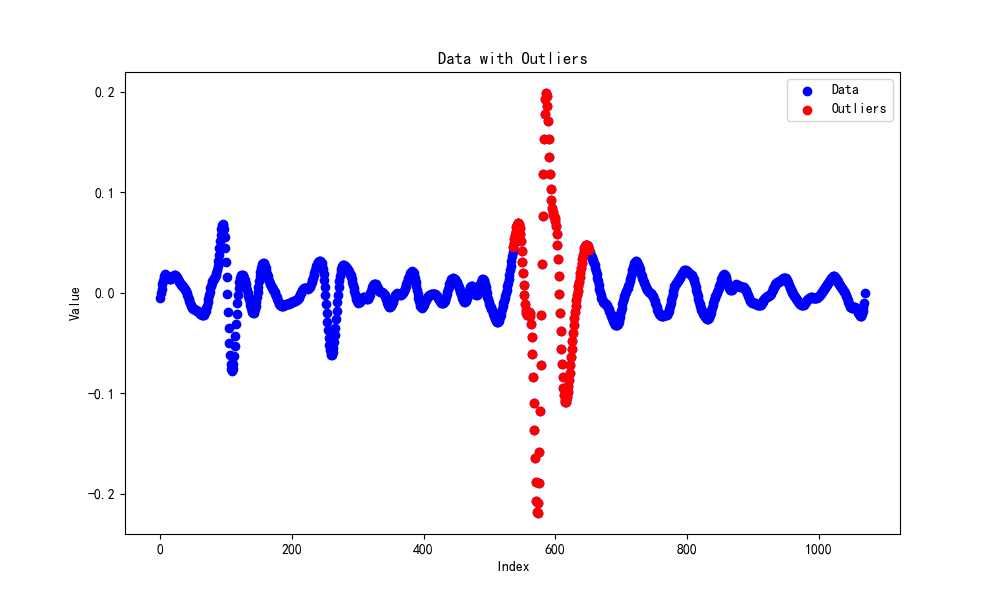 Data with Outliers
Data
Outliers
0.2
0.1
0.0
−0.1
−0.2
Value
0 200 400 600 800 1000
Index